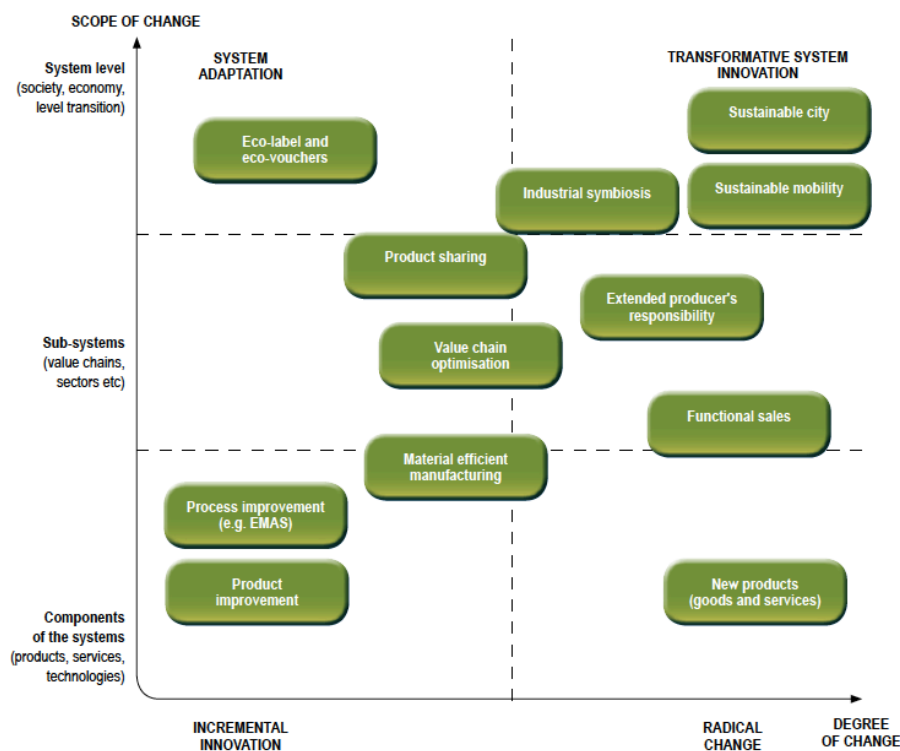 SCOPE OF CHANGE
System level
(society, economy,
level transition)
SYSTEM
ADAPTATION
TRANSFORMATIVE SYSTEM
INNOVATION
Sustainable city
Eco-label and
eco-vouchers
Industrial symbiosis
Sustainable mobility
Product sharing
Extended producer's
responsibility
Sub-systems
(value chains,
sectors etc)
Value chain
optimisation
Functional sales
Material efficient
manufacturing
Process improvement
(e.g. EMAS)
Product
improvement
New products
(goods and services)
Components
of the systems
(products, services,
technologies)
INCREMENTAL
INNOVATION
RADICAL
CHANGE
DEGREE
OF CHANGE